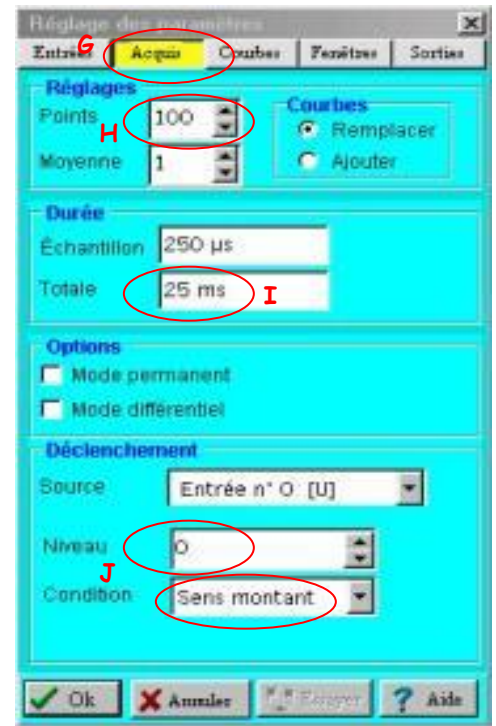 Réglage des paramètres
G
Entrées Acquis Courbes Fenêtres Sorties
Réglages
Points 100
H
Moyenne 1
Courbes
Remplacer
Ajouter
Durée
Échantillon 250 µs
Totale 25 ms I
Options
Mode permanent
Mode différentiel
Déclenchement
Source Entrée n° 0 [U]
Niveau 0
J
Condition Sens montant
Ok Annuler Essayer ? Aide